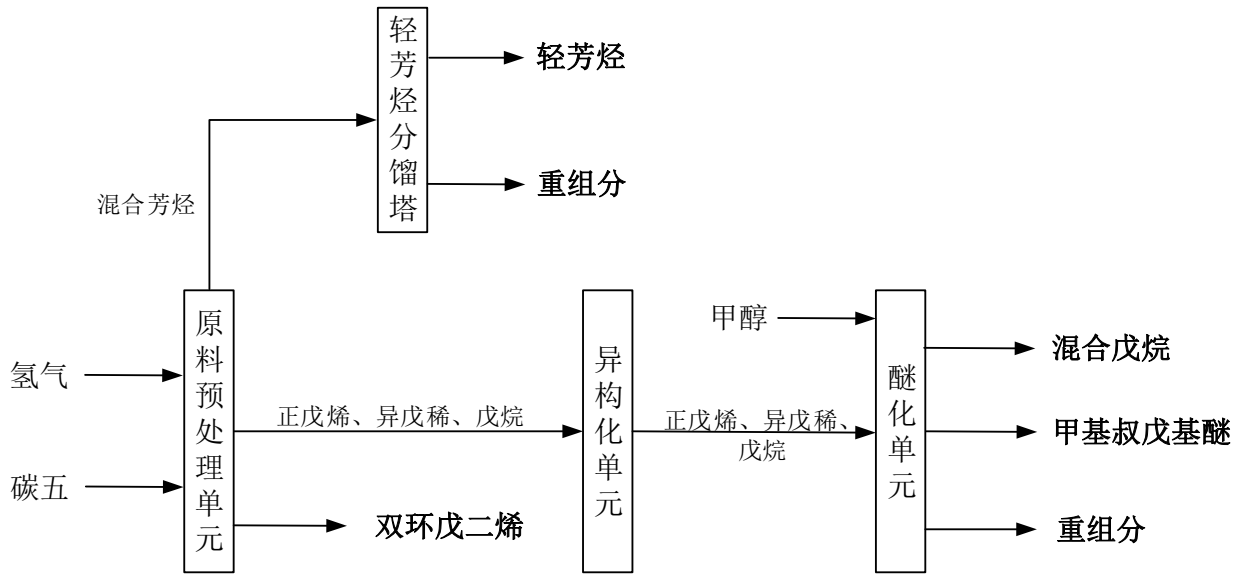 轻芳烃分馏塔
轻芳烃
重组分
混合芳烃
原料预处理单元
氢气
碳五
正戊烯、异戊稀、戊烷
双环戊二烯
异构化单元
正戊烯、异戊稀、
戊烷
甲醇
醚化单元
混合戊烷
甲基叔戊基醚
重组分